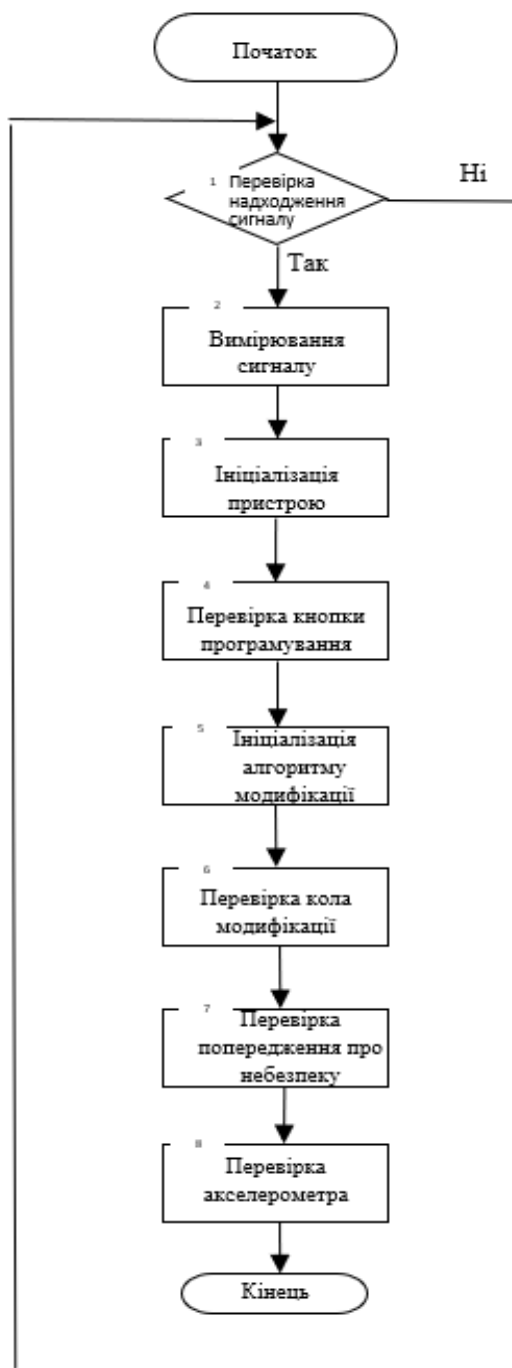 Початок
Ні
1 Перевірка
надходження
сигналу
Так
2
Вимірювання
сигналу
3
Ініціалізація
пристрою
4
Перевірка кнопки
програмування
5 Ініціалізація
алгоритму
модифікації
6
Перевірка кола
модифікації
7 Перевірка
попередження про
небезпеку
8
Перевірка
акселерометра
Кінець